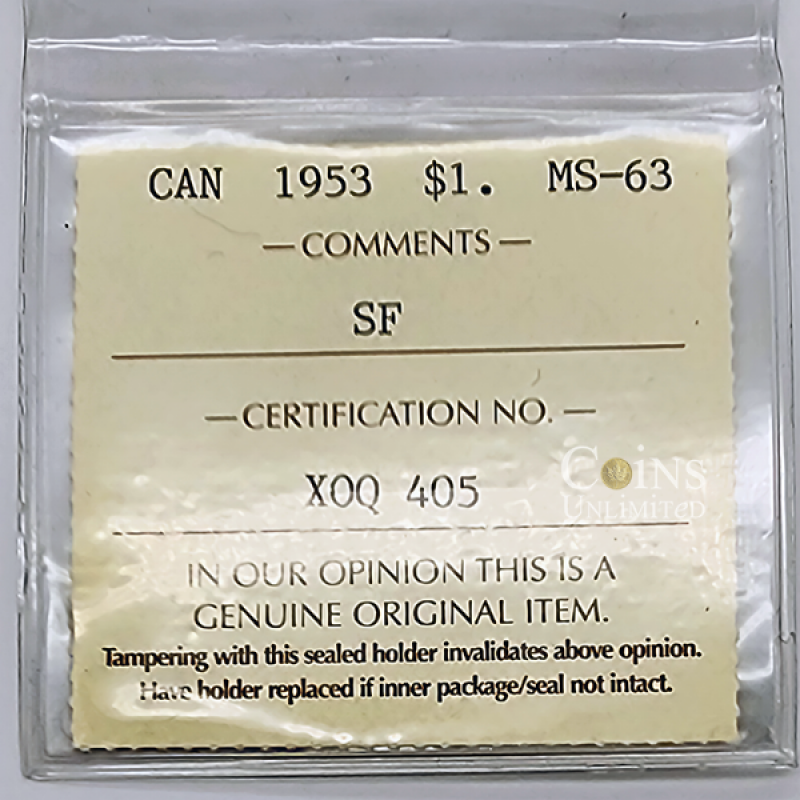 CAN 1953 $1. MS-63
— COMMENTS —
SF
— CERTIFICATION NO. —
XOQ 405
COINS
UNLIMITED
IN OUR OPINION THIS IS A
GENUINE ORIGINAL ITEM.
Tampering with this sealed holder invalidates above opinion.
Have holder replaced if inner package/seal not intact.